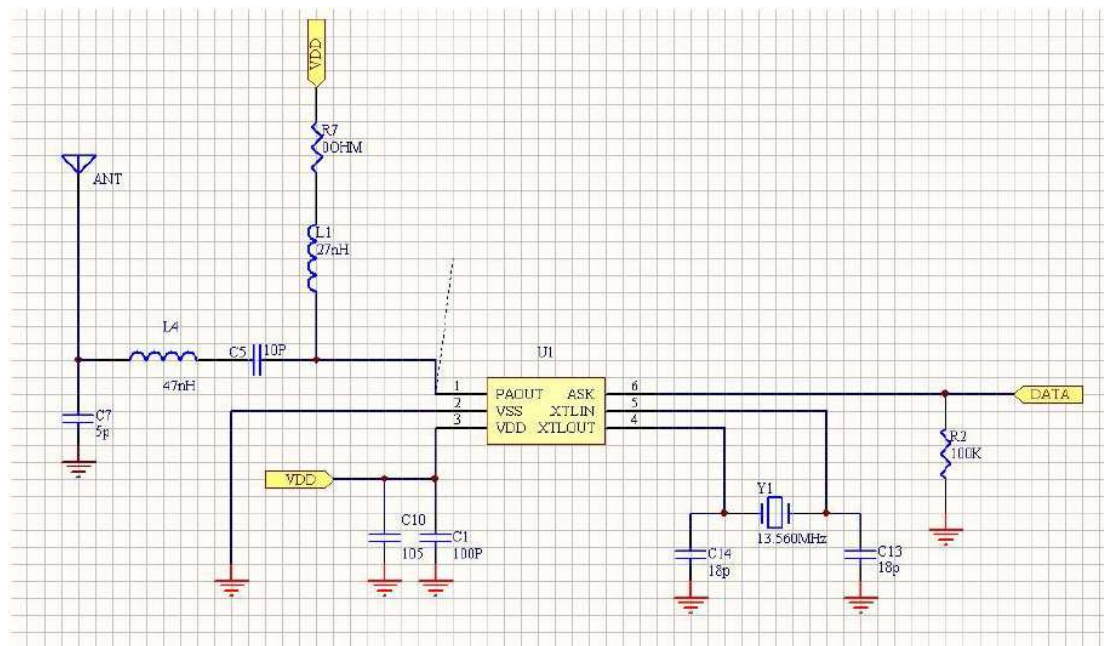 VDD
R7
0OHM
ANT
L1
27nH
L4
C5
10P
47nH
C7
5p
U1
1
PAOUT
ASK
6
2
VSS
XTLIN
5
3
VDD
XTLOUT
4
DATA
R2
100K
VDD
C10
105
C1
100P
Y1
13.560MHz
C14
18p
C13
18p